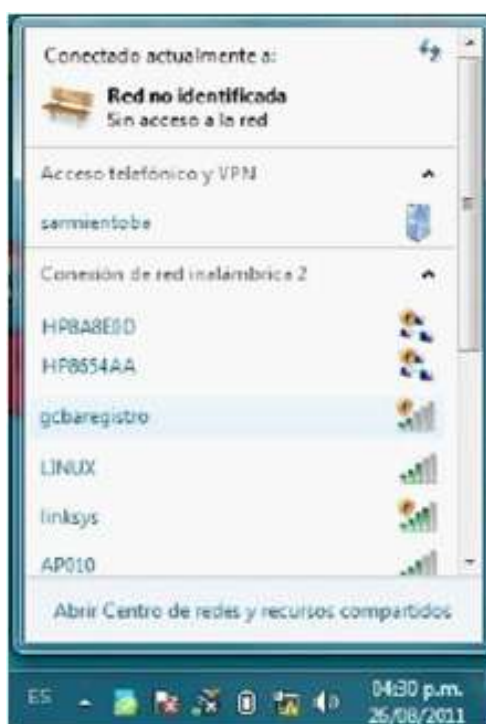 Conectado actualmente a:
Red no identificada
Sin acceso a la red
Acceso telefónico y VPN
sarmientoba
Conexión de red inalámbrica 2
HP8A8E0D
HP8654AA
gcbaregistro
LINUX
linksys
AP010
Abrir Centro de redes y recursos compartidos
ES
04:30 p.m.
26/08/2011